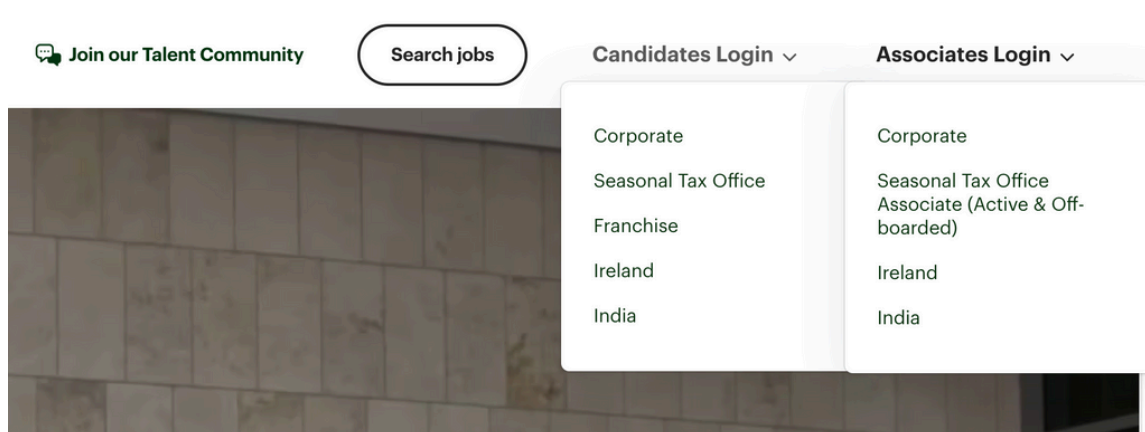 Join our Talent Community
Search jobs
Candidates Login
Associates Login
Corporate
Seasonal Tax Office
Franchise
Ireland
India
Corporate
Seasonal Tax Office
Associate (Active & Off-
boarded)
Ireland
India